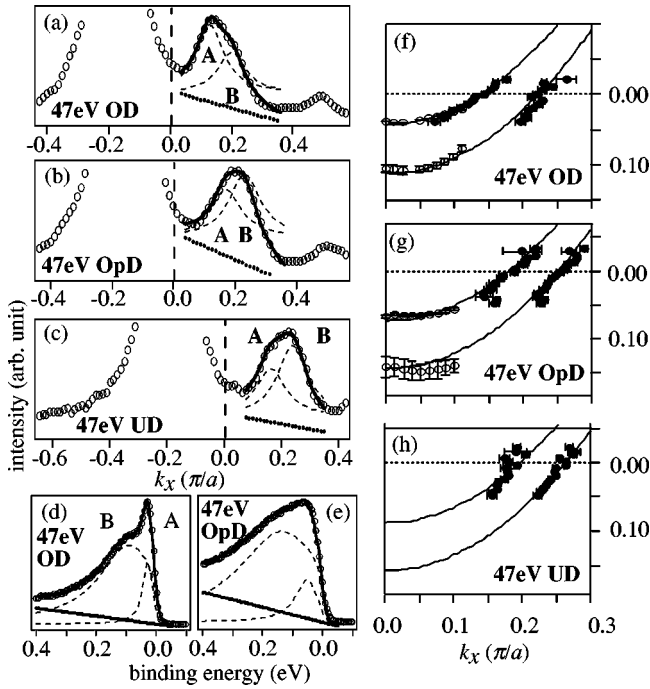 (a)
A
B
47eV OD
-0.4 -0.2 0.0 0.2 0.4
(b)
A B
47eV OpD
-0.4 -0.2 0.0 0.2 0.4
(c)
A B
47eV UD
-0.6 -0.4 -0.2 0.0 0.2 0.4
kx (π/a)
intensity (arb. unit)
(d)
47eV
OD
B A
0.4 0.2 0.0
47eV
OpD
(e)
0.4 0.2 0.0
binding energy (eV)
(f)
0.00
0.10
47eV OD
(g)
0.00
0.10
47eV OpD
(h)
0.00
0.10
47eV UD
0.0 0.1 0.2 0.3
kx (π/a)